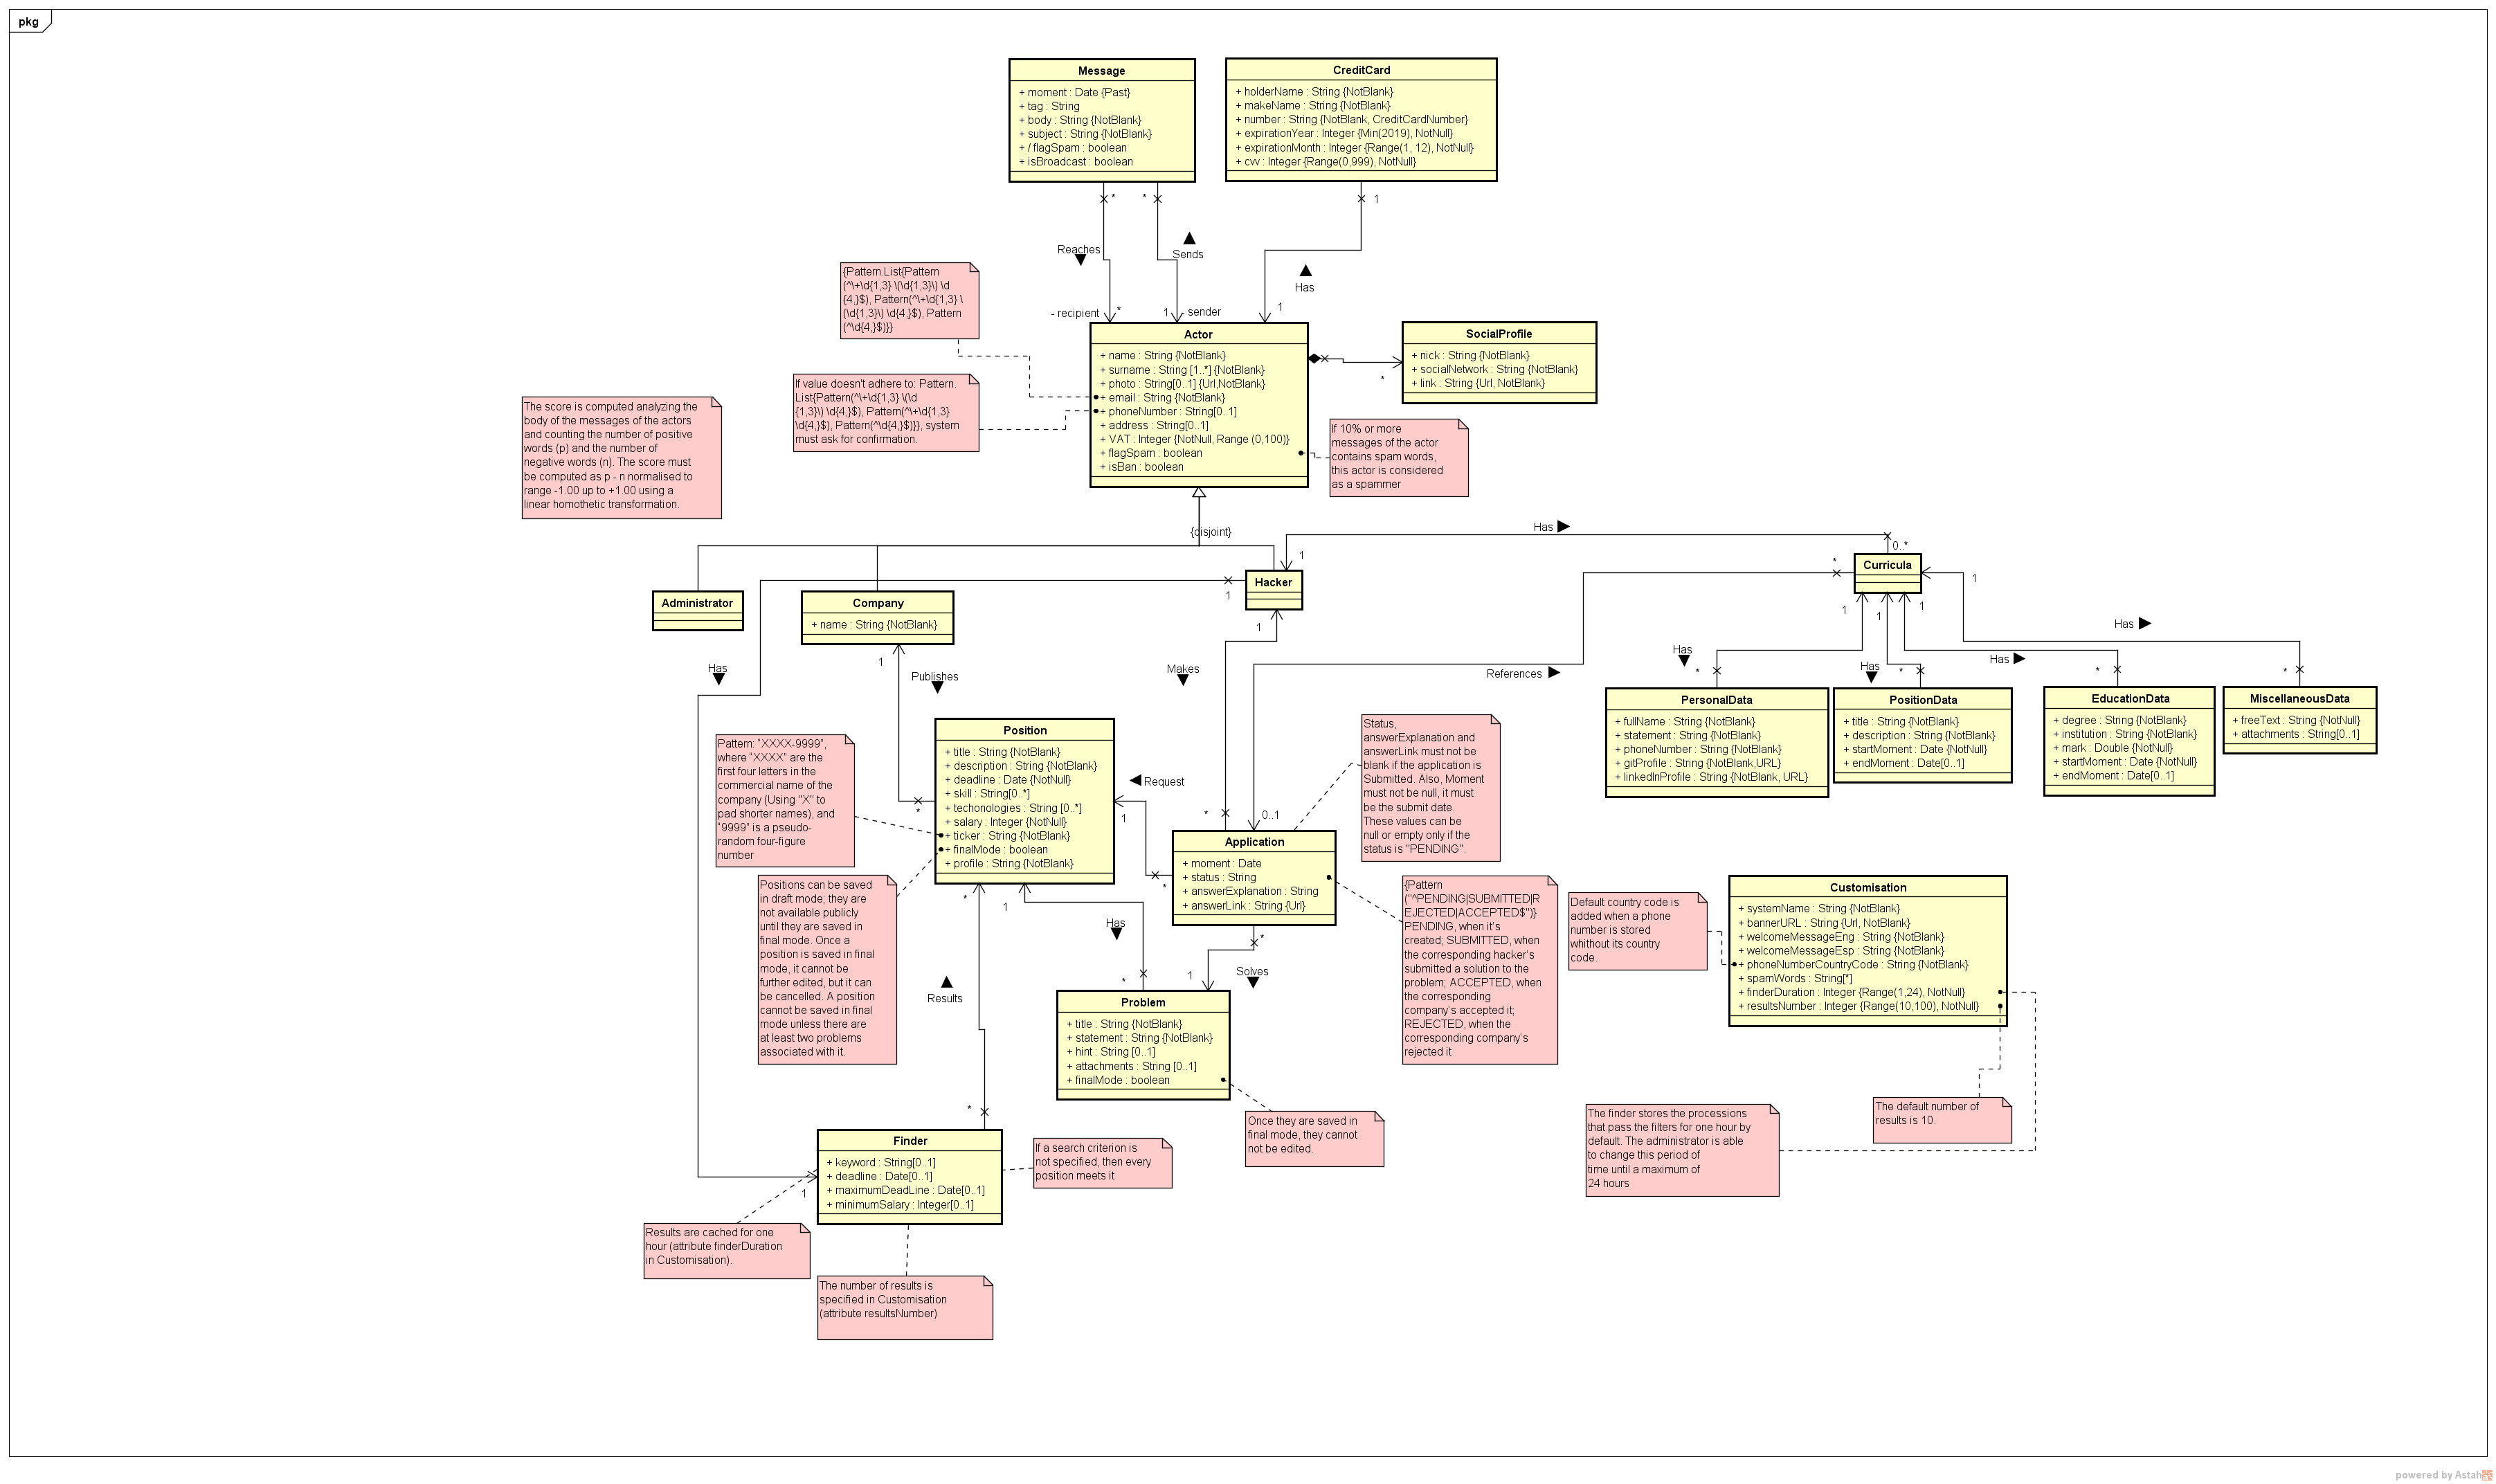 pkg
Message
+ moment : Date {Past}
+ tag : String
+ body : String {NotBlank}
+ subject : String {NotBlank}
+ / flagSpam : boolean
+ isBroadcast : boolean
CreditCard
+ holderName : String {NotBlank}
+ makeName : String {NotBlank}
+ number : String {NotBlank, CreditCardNumber}
+ expirationYear : Integer {Min(2019), NotNull}
+ expirationMonth : Integer {Range(1, 12), NotNull}
+ cvv : Integer {Range(0,999), NotNull}
*
*
1
Reaches
Sends
Has
- recipient
*
1
- sender
1
{Pattern.List{Pattern
(^\+\d{1,3} \(\d{1,3}\) \d
{4,}$), Pattern(^\+\d{1,3} \
(\d{1,3}\) \d{4,}$), Pattern
(^\d{4,}$)}}
If value doesn't adhere to: Pattern.
List{Pattern(^\+\d{1,3} \(\d
{1,3}\) \d{4,}$), Pattern(^\+\d{1,3}
\d{4,}$), Pattern(^\d{4,}$)}}, system
must ask for confirmation.
The score is computed analyzing the
body of the messages of the actors
and counting the number of positive
words (p) and the number of
negative words (n). The score must
be computed as p - n normalised to
range -1.00 up to +1.00 using a
linear homothetic transformation.
Actor
+ name : String {NotBlank}
+ surname : String [1..*] {NotBlank}
+ photo : String[0..1] {Url,NotBlank}
+ email : String {NotBlank}
+ phoneNumber : String[0..1]
+ address : String[0..1]
+ VAT : Integer {NotNull, Range (0,100)}
+ flagSpam : boolean
+ isBan : boolean
*
SocialProfile
+ nick : String {NotBlank}
+ socialNetwork : String {NotBlank}
+ link : String {Url, NotBlank}
If 10% or more
messages of the actor
contains spam words,
this actor is considered
as a spammer
{disjoint}
Has
1
0..*
Administrator
Company
+ name : String {NotBlank}
Hacker
1
Curricula
*
1
1
1
1
1
1
Has
Publishes
Makes
References
Has
Has
Has
Has
*
*
*
*
PersonalData
+ fullName : String {NotBlank}
+ statement : String {NotBlank}
+ phoneNumber : String {NotBlank}
+ gitProfile : String {NotBlank,URL}
+ linkedInProfile : String {NotBlank, URL}
PositionData
+ title : String {NotBlank}
+ description : String {NotBlank}
+ startMoment : Date {NotNull}
+ endMoment : Date[0..1]
EducationData
+ degree : String {NotBlank}
+ institution : String {NotBlank}
+ mark : Double {NotNull}
+ startMoment : Date {NotNull}
+ endMoment : Date[0..1]
MiscellaneousData
+ freeText : String {NotNull}
+ attachments : String[0..1]
Pattern: "XXXX-9999",
where "XXXX" are the
first four letters in the
commercial name of the
company (Using "X" to
pad shorter names), and
"9999" is a pseudo-
random four-figure
number
Position
+ title : String {NotBlank}
+ description : String {NotBlank}
+ deadline : Date {NotNull}
+ skill : String[0..*]
+ techonologies : String [0..*]
+ salary : Integer {NotNull}
+ ticker : String {NotBlank}
+ finalMode : boolean
+ profile : String {NotBlank}
*
Request
1
*
*
0..1
Application
+ moment : Date
+ status : String
+ answerExplanation : String
+ answerLink : String {Url}
Status,
answerExplanation and
answerLink must not be
blank if the application is
Submitted. Also, Moment
must not be null, it must
be the submit date.
These values can be
null or empty only if the
status is "PENDING".
{Pattern
("^PENDING|SUBMITTED|R
EJECTED|ACCEPTED$")}
PENDING, when it's
created; SUBMITTED, when
the corresponding hacker's
submitted a solution to the
problem; ACCEPTED, when
the corresponding
company's accepted it;
REJECTED, when the
corresponding company's
rejected it
Positions can be saved
in draft mode; they are
not available publicly
until they are saved in
final mode. Once a
position is saved in final
mode, it cannot be
further edited, but it can
be cancelled. A position
cannot be saved in final
mode unless there are
at least two problems
associated with it.
Default country code is
added when a phone
number is stored
whithout its country
code.
Customisation
+ systemName : String {NotBlank}
+ bannerURL : String {Url, NotBlank}
+ welcomeMessageEng : String {NotBlank}
+ welcomeMessageEsp : String {NotBlank}
+ phoneNumberCountryCode : String {NotBlank}
+ spamWords : String[*]
+ finderDuration : Integer {Range(1,24), NotNull}
+ resultsNumber : Integer {Range(10,100), NotNull}
*
1
Has
*
Solves
1
*
Results
Problem
+ title : String {NotBlank}
+ statement : String {NotBlank}
+ hint : String [0..1]
+ attachments : String [0..1]
+ finalMode : boolean
Once they are saved in
final mode, they cannot
not be edited.
The default number of
results is 10.
The finder stores the processions
that pass the filters for one hour by
default. The administrator is able
to change this period of
time until a maximum of
24 hours
*
1
Finder
+ keyword : String[0..1]
+ deadline : Date[0..1]
+ maximumDeadLine : Date[0..1]
+ minimumSalary : Integer[0..1]
If a search criterion is
not specified, then every
position meets it
Results are cached for one
hour (attribute finderDuration
in Customisation).
The number of results is
specified in Customisation
(attribute resultsNumber)
powered by Astah